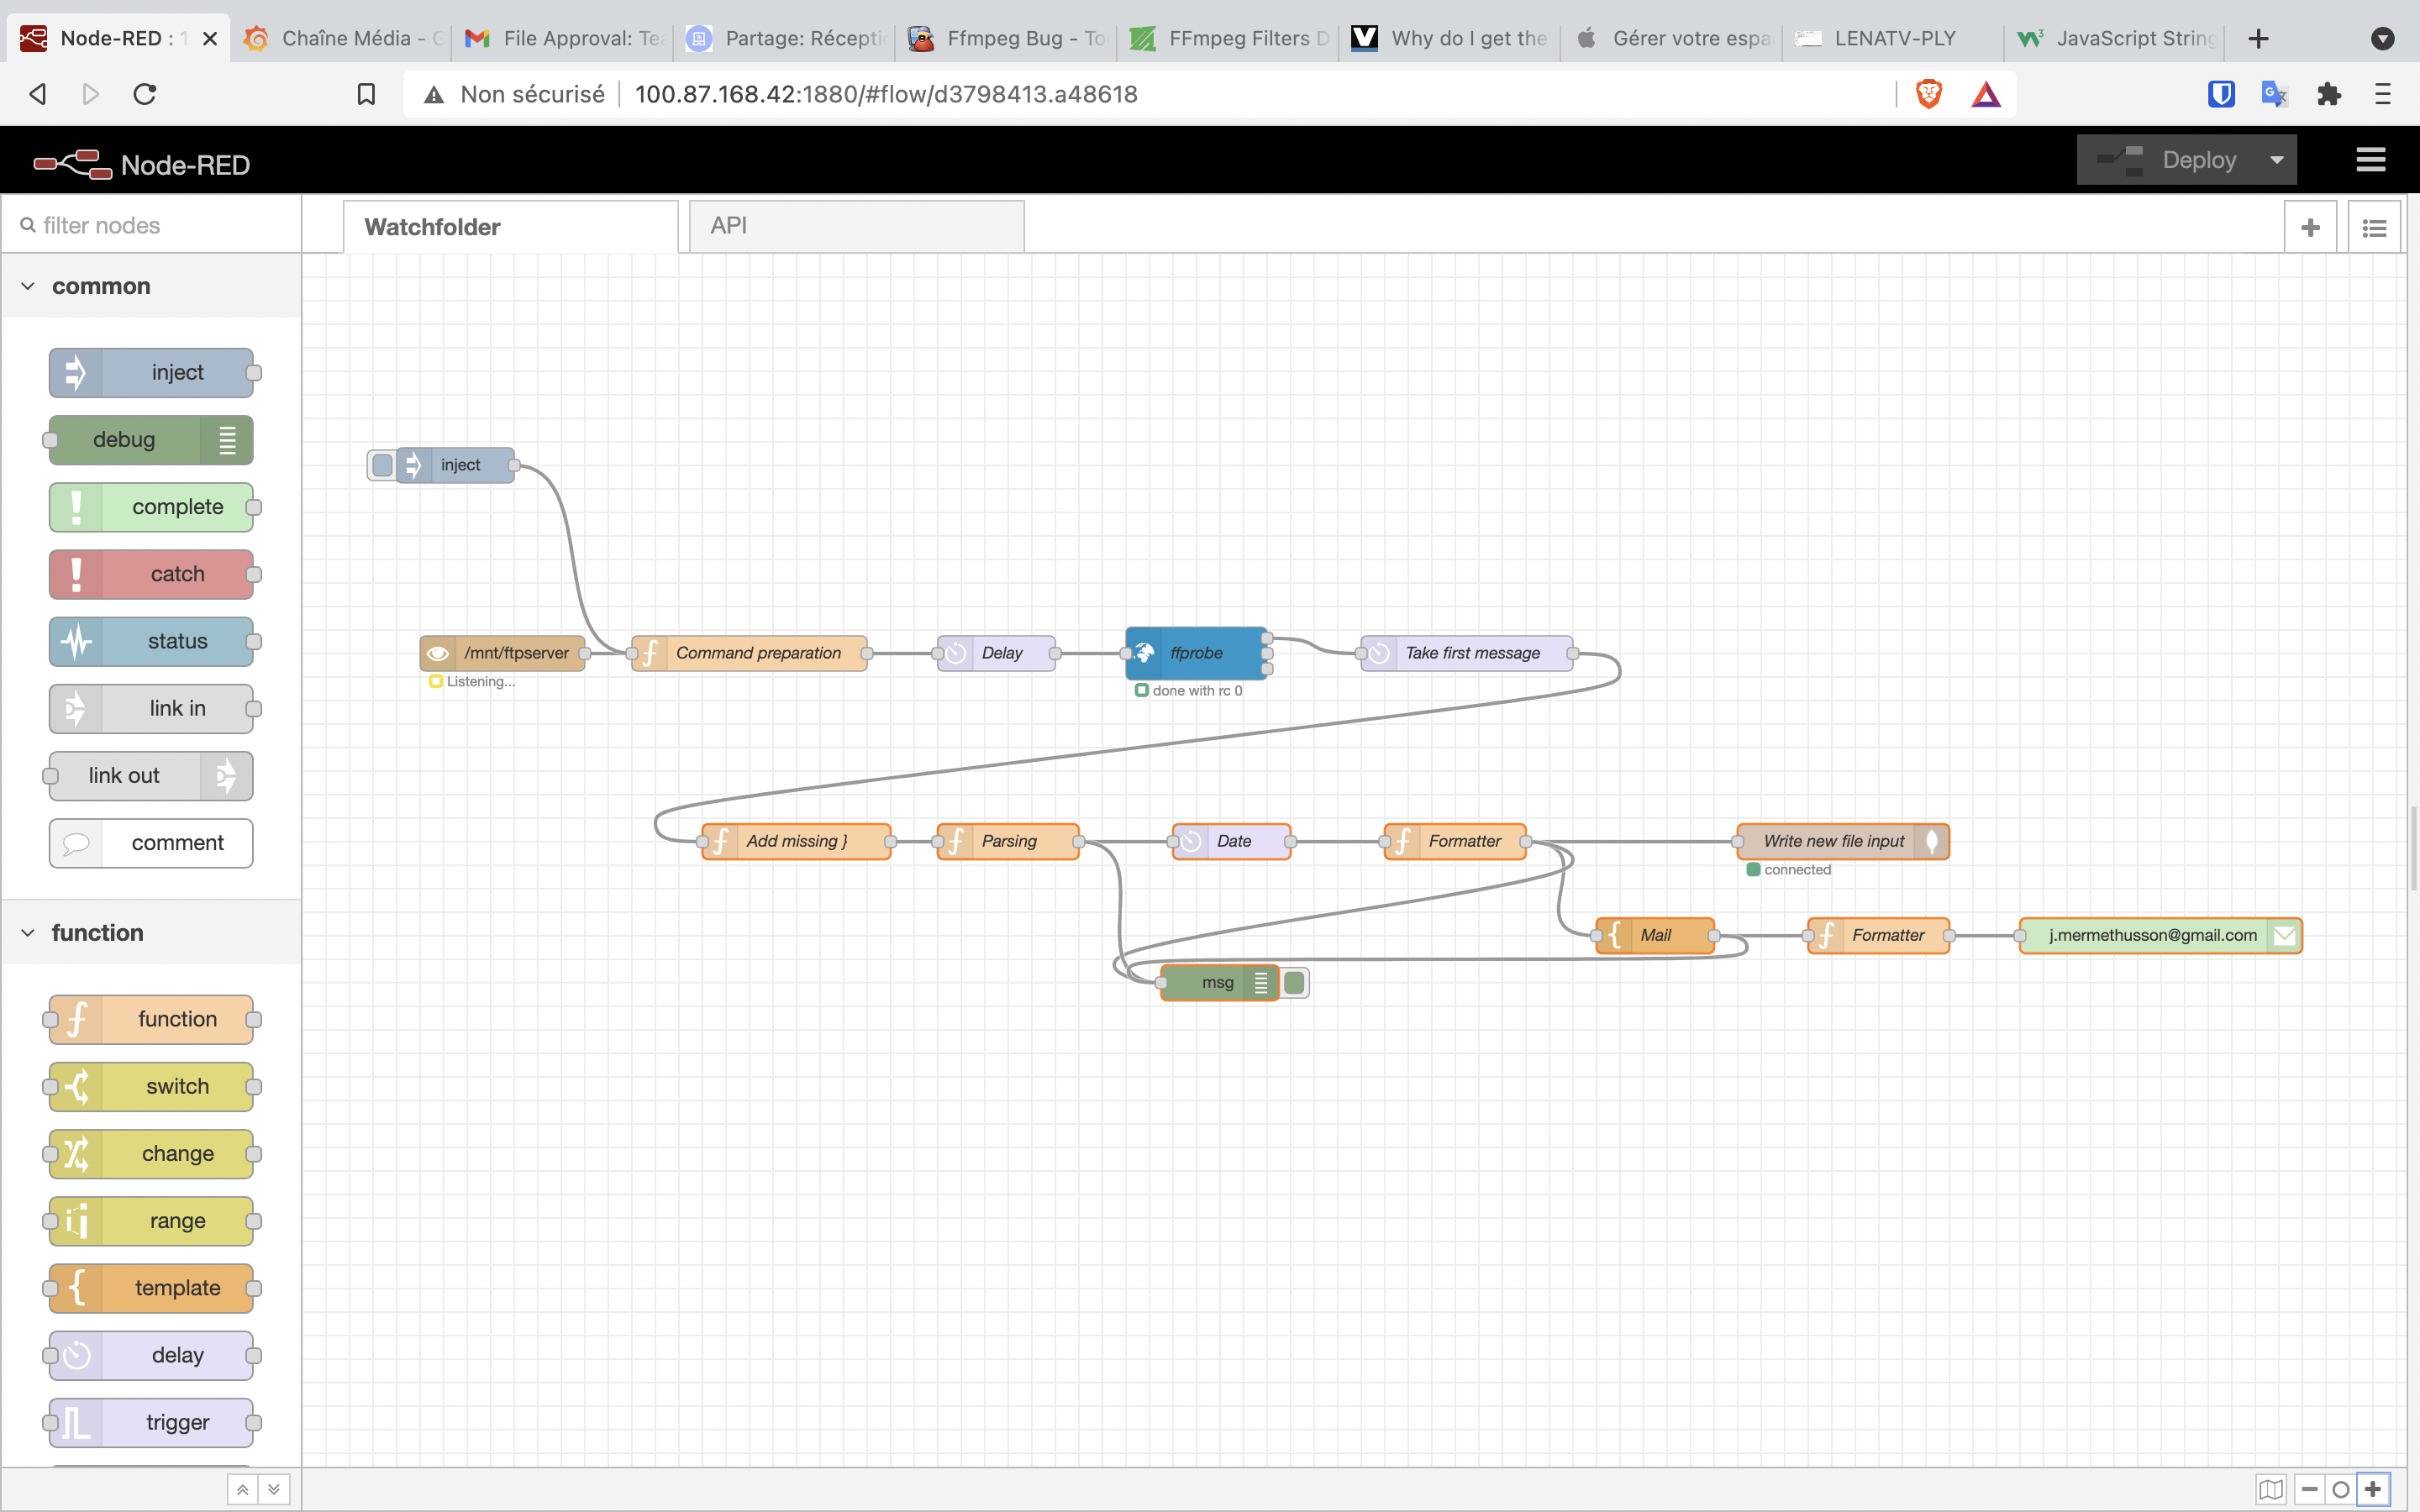 Node-RED : 1
Chaîne Média - G
File Approval: Tea
Partage: Réceptio
Ffmpeg Bug - To
FFmpeg Filters D
Why do I get the
Gérer votre espa
LENATV-PLY
JavaScript String
Non sécurisé
100.87.168.42:1880/#flow/d3798413.a48618
Node-RED
Deploy
filter nodes
Watchfolder
API
common
inject
debug
complete
catch
status
link in
link out
comment
function
function
switch
change
range
template
delay
trigger
inject
/mnt/ftpserver
Listening...
Command preparation
Delay
ffprobe
done with rc 0
Take first message
Add missing }
Parsing
Date
Formatter
Write new file input
connected
Mail
Formatter
j.mermethusson@gmail.com
msg